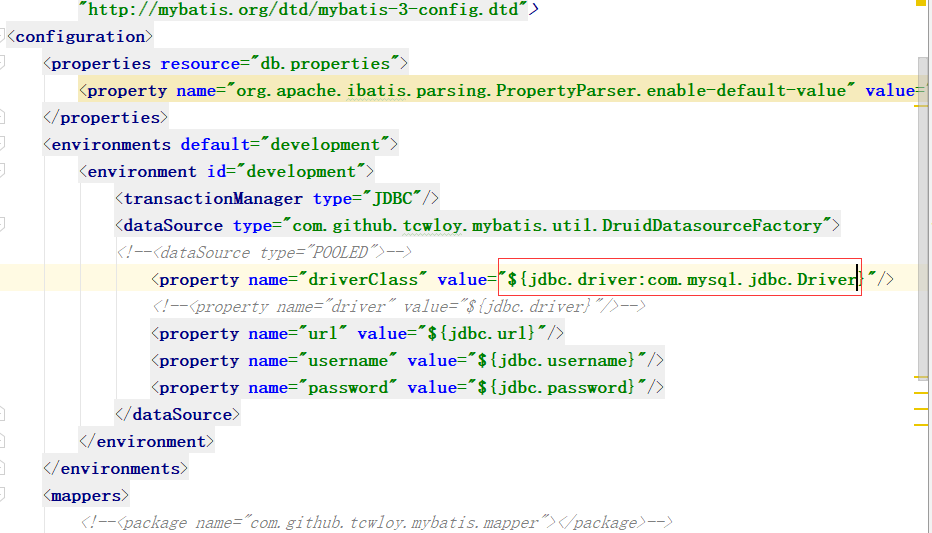 "http://mybatis.org/dtd/mybatis-3-config.dtd">
<configuration>
<properties resource="db.properties">
<property name="org.apache.ibatis.parsing.PropertyParser.enable-default-value" value="
</properties>
<environments default="development">
<environment id="development">
<transactionManager type="JDBC"/>
<dataSource type="com.github.tcwloy.mybatis.util.DruidDatasourceFactory">
<!--<dataSource type="POOLED">-->
<property name="driverClass" value="${jdbc.driver:com.mysql.jdbc.Driver}"/>
<!--<property name="driver" value="${jdbc.driver}"/>-->
<property name="url" value="${jdbc.url}"/>
<property name="username" value="${jdbc.username}"/>
<property name="password" value="${jdbc.password}"/>
</dataSource>
</environment>
</environments>
<mappers>
<!--<package name="com.github.tcwloy.mybatis.mapper"></package>-->